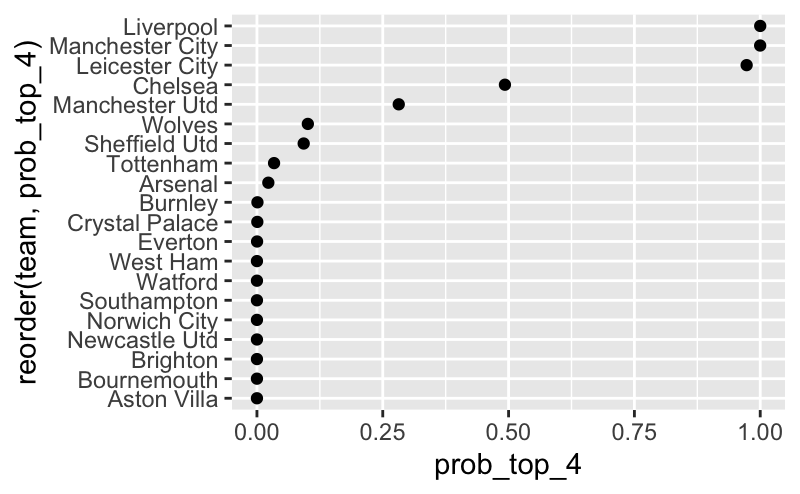 reorder(team, prob_top_4)
Liverpool
Manchester City
Leicester City
Chelsea
Manchester Utd
Wolves
Sheffield Utd
Tottenham
Arsenal
Burnley
Crystal Palace
Everton
West Ham
Watford
Southampton
Norwich City
Newcastle Utd
Brighton
Bournemouth
Aston Villa
0.00 0.25 0.50 0.75 1.00
prob_top_4